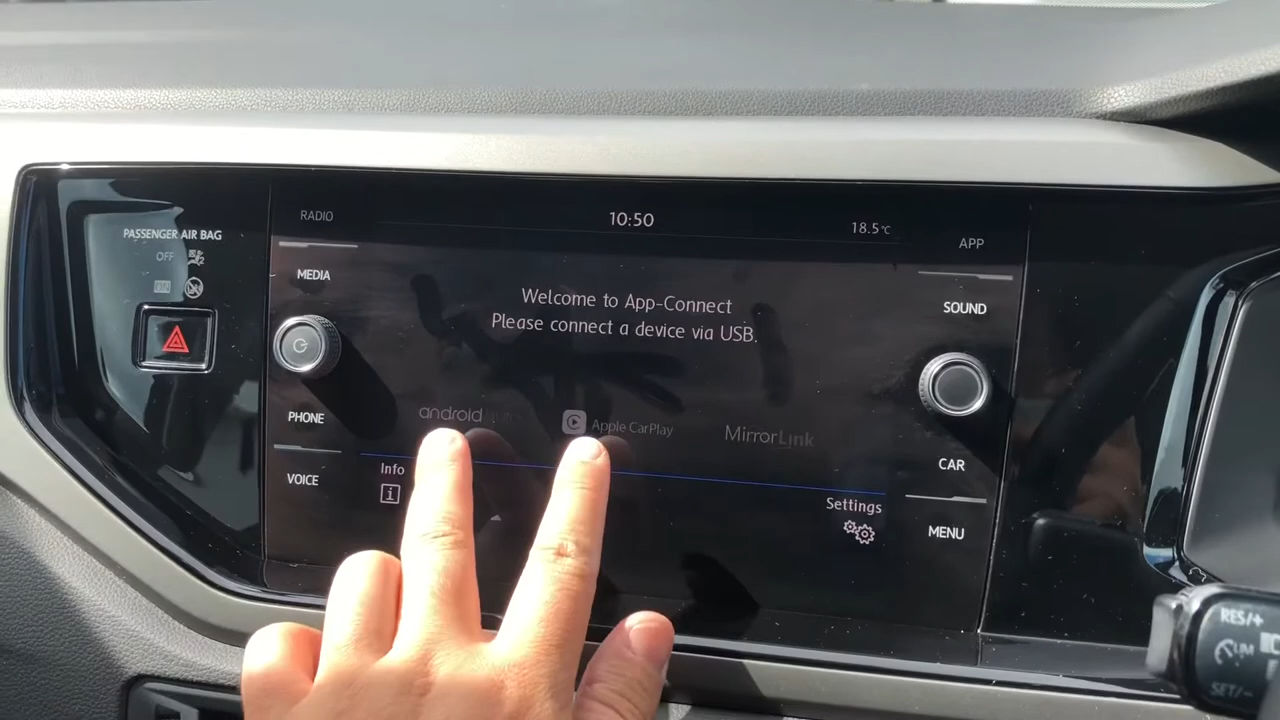 RADIO
10:50
18.5°C
APP
PASSENGER AIR BAG
OFF
MEDIA
SOUND
Welcome to App-Connect
Please connect a device via USB.
PHONE
android
Apple CarPlay
MirrorLink
CAR
VOICE
Info
Settings
MENU
RES/+
LIM
SET/-